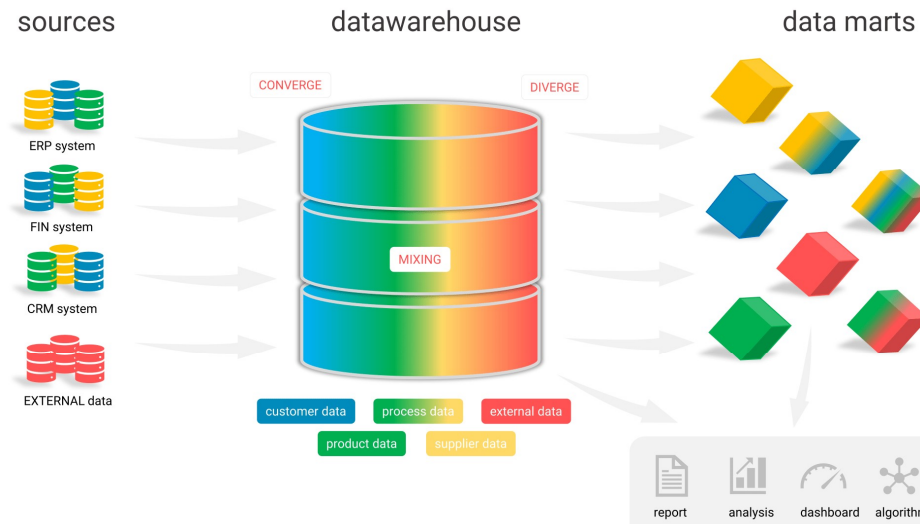 sources
datawarehouse
data marts
CONVERGE
DIVERGE
ERP system
FIN system
MIXING
CRM system
EXTERNAL data
customer data
process data
external data
product data
supplier data
report
analysis
dashboard